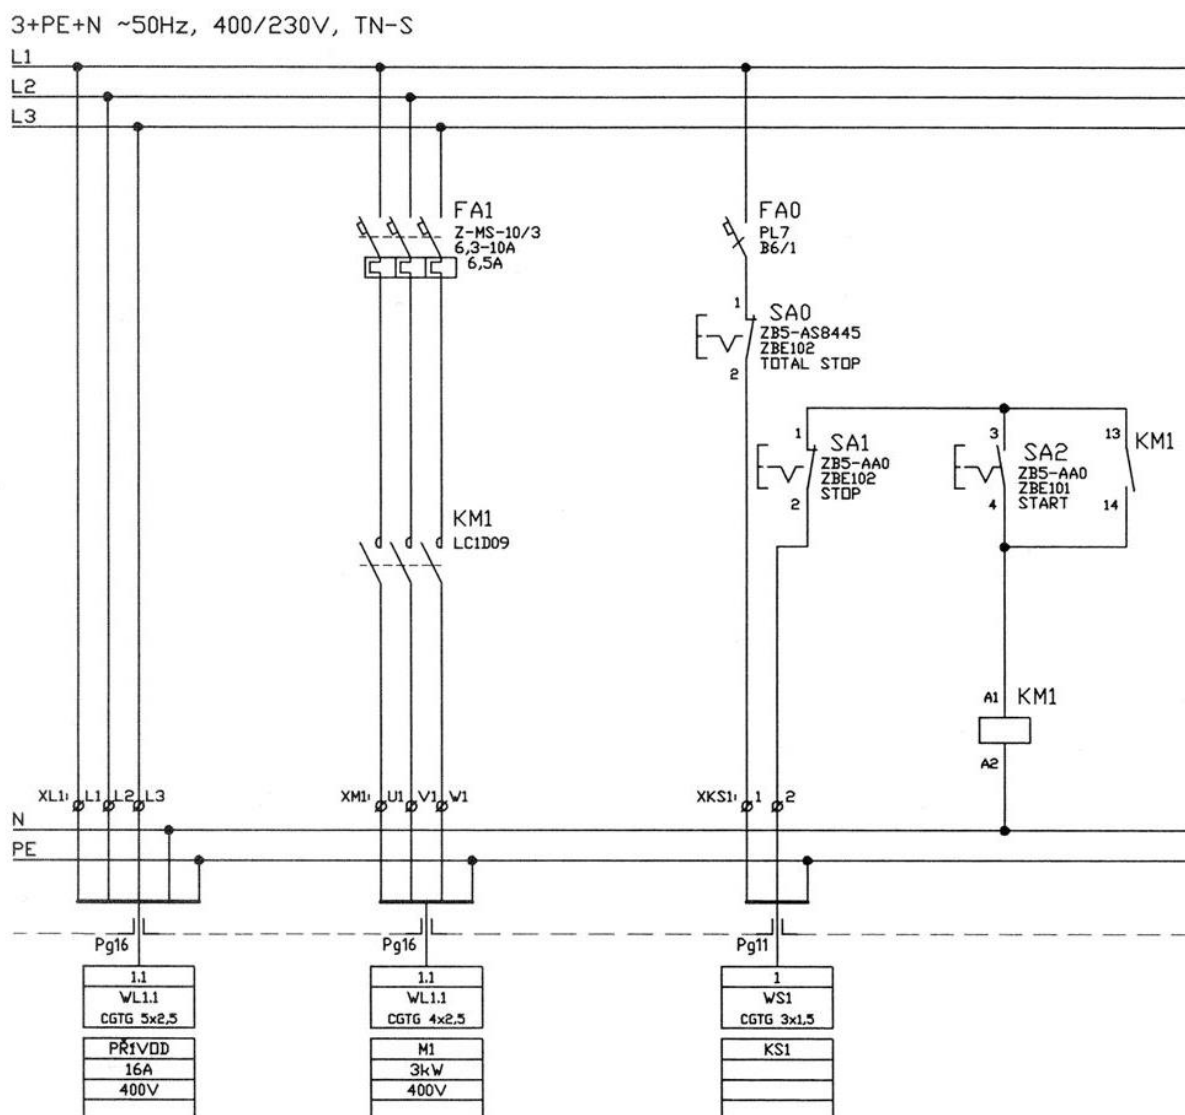 3+PE+N ~50Hz, 400/230V, TN-S
L1
L2
L3
FA1
Z-MS-10/3
6,3-10A
6,5A
FA0
PL7
B6/1
1
SA0
ZB5-AS8445
ZBE102
TOTAL STOP
2
1
SA1
ZB5-AA0
ZBE102
STOP
2
3
SA2
ZB5-AA0
ZBE101
START
4
13
KM1
14
KM1
LC1D09
A1
KM1
A2
XL1: L1 L2 L3
XM1: U1 V1 W1
XKS1: 1 2
N
PE
Pg16
Pg16
Pg11
1.1
WL1.1
CGTG 5x2,5
PŘÍVOD
16A
400V
1.1
WL1.1
CGTG 4x2,5
M1
3kW
400V
1
WS1
CGTG 3x1,5
KS1